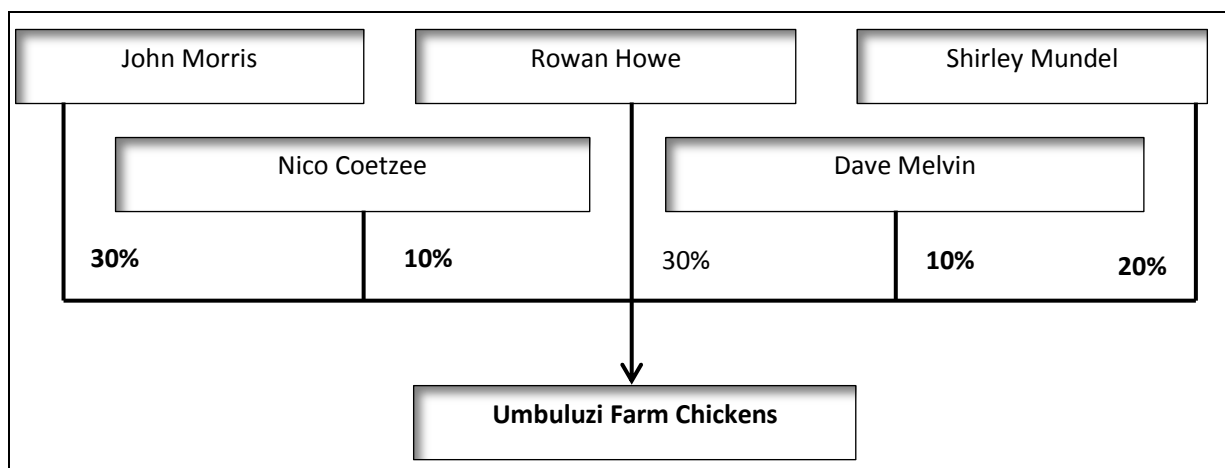 John Morris
Rowan Howe
Shirley Mundel
Nico Coetzee
Dave Melvin
30%
10%
30%
10%
20%
Umbuluzi Farm Chickens